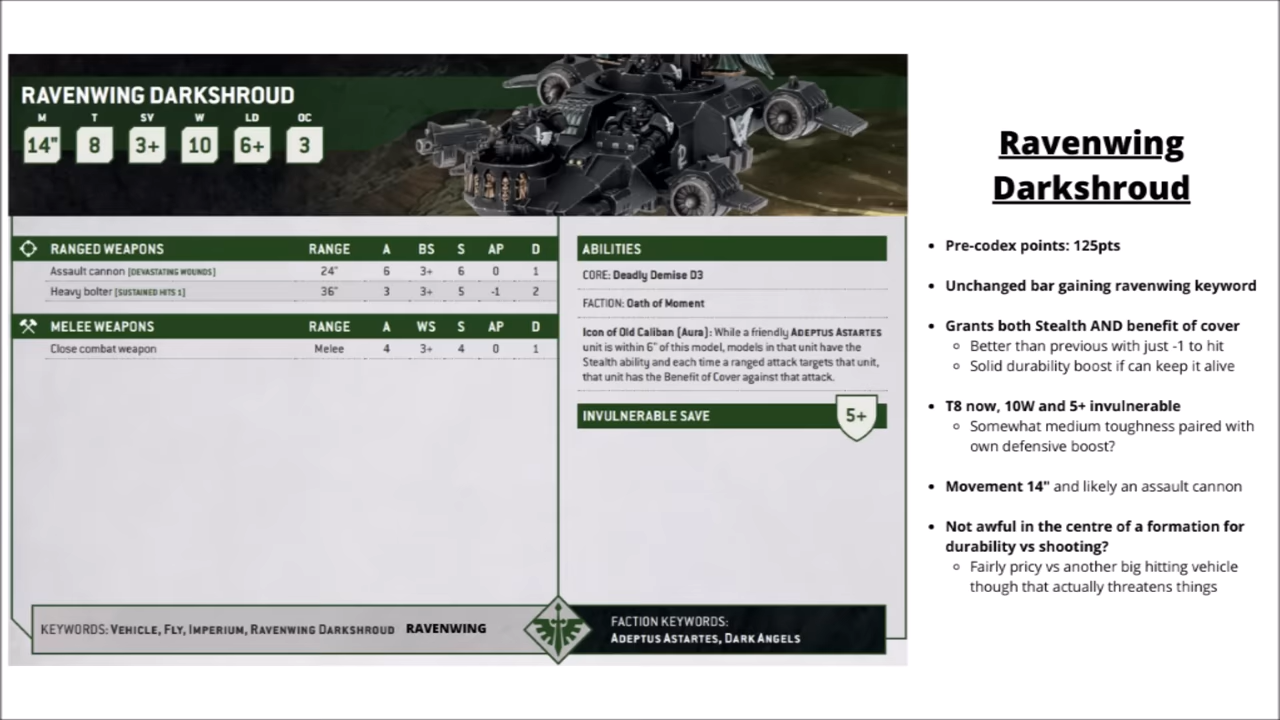 RAVENWING DARKSHROUD
M T SV W LD OC
14" 8 3+ 10 6+ 3
RANGED WEAPONS RANGE A BS S AP D
Assault cannon [DEVASTATING WOUNDS] 24" 6 3+ 6 0 1
Heavy bolter [SUSTAINED HITS 1] 36" 3 3+ 5 -1 2
MELEE WEAPONS RANGE A WS S AP D
Close combat weapon Melee 4 3+ 4 0 1
ABILITIES
CORE: Deadly Demise D3
FACTION: Oath of Moment
Icon of Old Caliban (Aura): While a friendly ADEPTUS ASTARTES
unit is within 6" of this model, models in that unit have the
Stealth ability and each time a ranged attack targets that unit,
that unit has the Benefit of Cover against that attack.
INVULNERABLE SAVE 5+
KEYWORDS: VEHICLE, FLY, IMPERIUM, RAVENWING DARKSHROUD RAVENWING
FACTION KEYWORDS:
ADEPTUS ASTARTES, DARK ANGELS
Ravenwing
Darkshroud
• Pre-codex points: 125pts
• Unchanged bar gaining ravenwing keyword
• Grants both Stealth AND benefit of cover
○ Better than previous with just -1 to hit
○ Solid durability boost if can keep it alive
• T8 now, 10W and 5+ invulnerable
○ Somewhat medium toughness paired with
own defensive boost?
• Movement 14" and likely an assault cannon
• Not awful in the centre of a formation for
durability vs shooting?
○ Fairly pricy vs another big hitting vehicle
though that actually threatens things